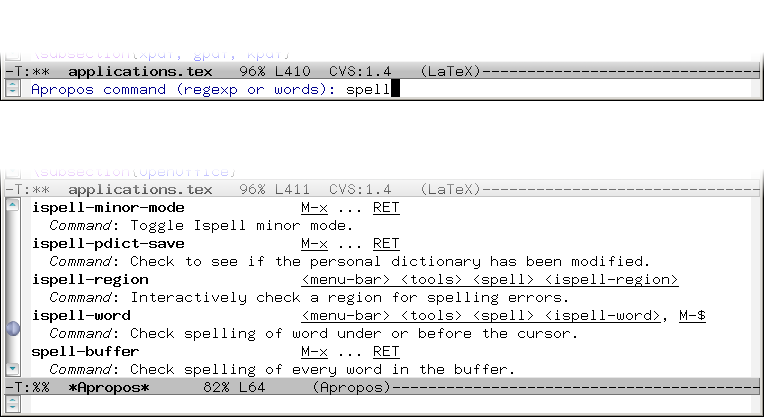 \subsection{xpdf, gpdf, kpdf}
-T:** applications.tex 96% L410 CVS:1.4 (LaTeX)------------------------------
Apropos command (regexp or words): spell
\subsection{openoffice}
-T:** applications.tex 96% L411 CVS:1.4 (LaTeX)------------------------------
ispell-minor-mode M-x ... RET
Command: Toggle Ispell minor mode.
ispell-pdict-save M-x ... RET
Command: Check to see if the personal dictionary has been modified.
ispell-region <menu-bar> <tools> <spell> <ispell-region>
Command: Interactively check a region for spelling errors.
ispell-word <menu-bar> <tools> <spell> <ispell-word>, M-$
Command: Check spelling of word under or before the cursor.
spell-buffer M-x ... RET
Command: Check spelling of every word in the buffer.
-T:%% *Apropos* 82% L64 (Apropos)----------------------------------------